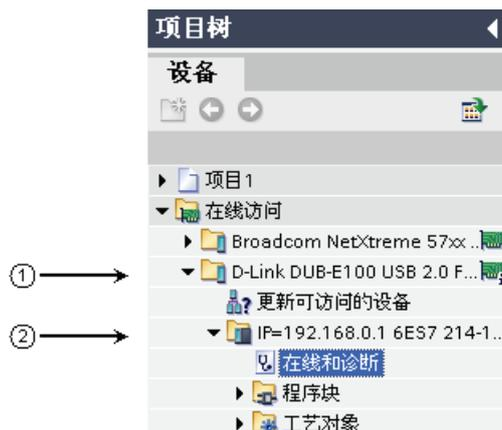 项目树
设备
项目1
在线访问
Broadcom NetXtreme 57xx ..
① D-Link DUB-E100 USB 2.0 F...
更新可访问的设备
② IP=192.168.0.1 6ES7 214-1..
在线和诊断
程序块
工艺对象